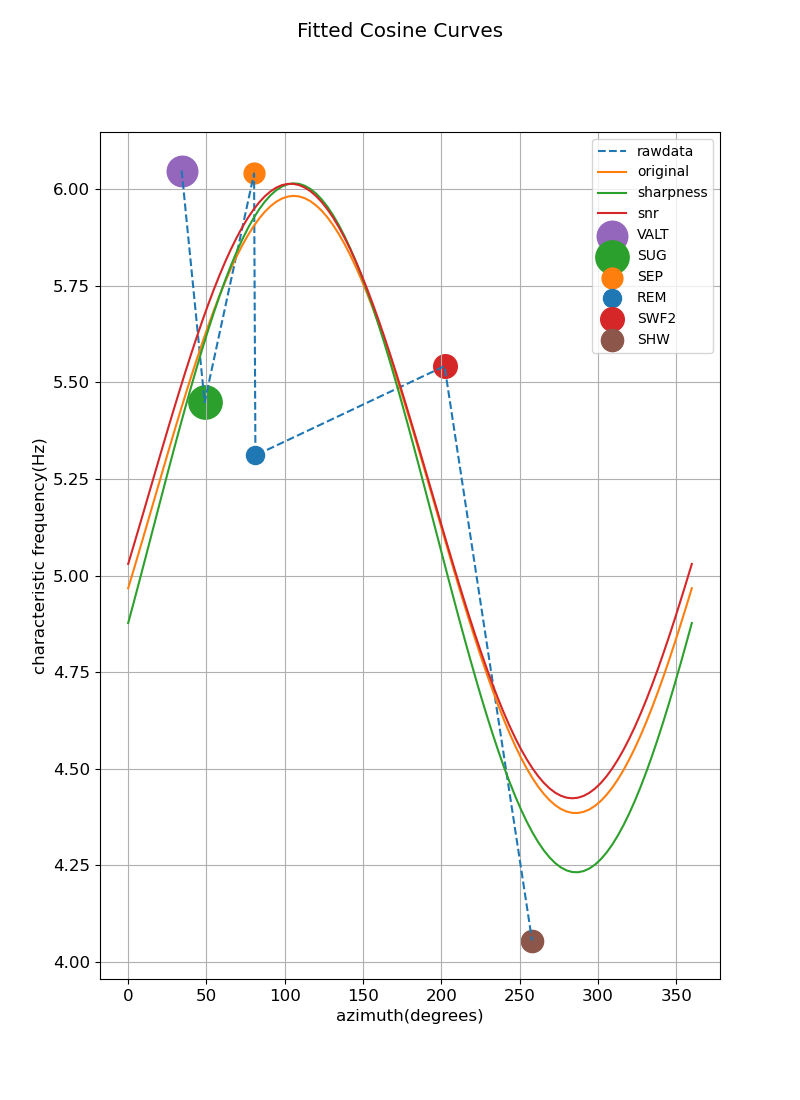 Fitted Cosine Curves
rawdata
original
sharpness
snr
VALT
SUG
SEP
REM
SWF2
SHW
characteristic frequency(Hz)
6.00
5.75
5.50
5.25
5.00
4.75
4.50
4.25
4.00
0 50 100 150 200 250 300 350
azimuth(degrees)